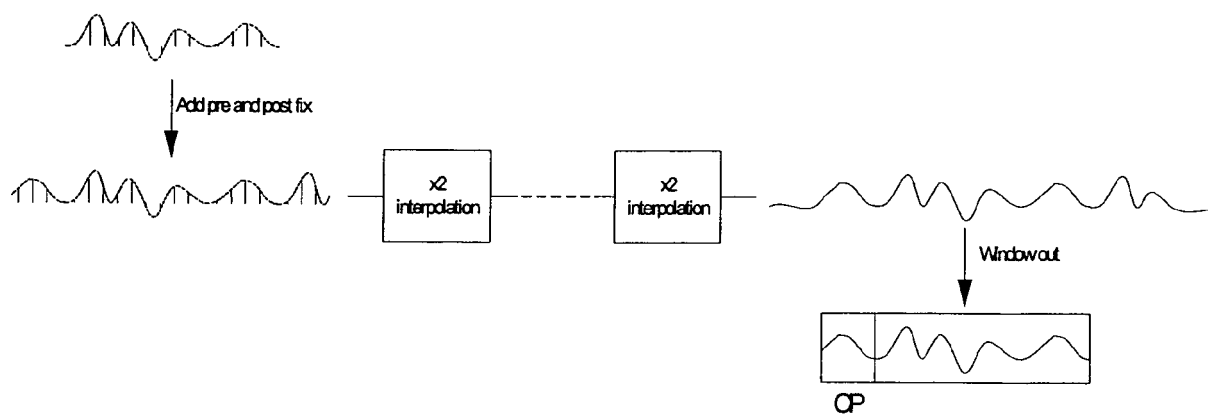 Add pre and post fix
x2
interpolation
x2
interpolation
Window out
CP